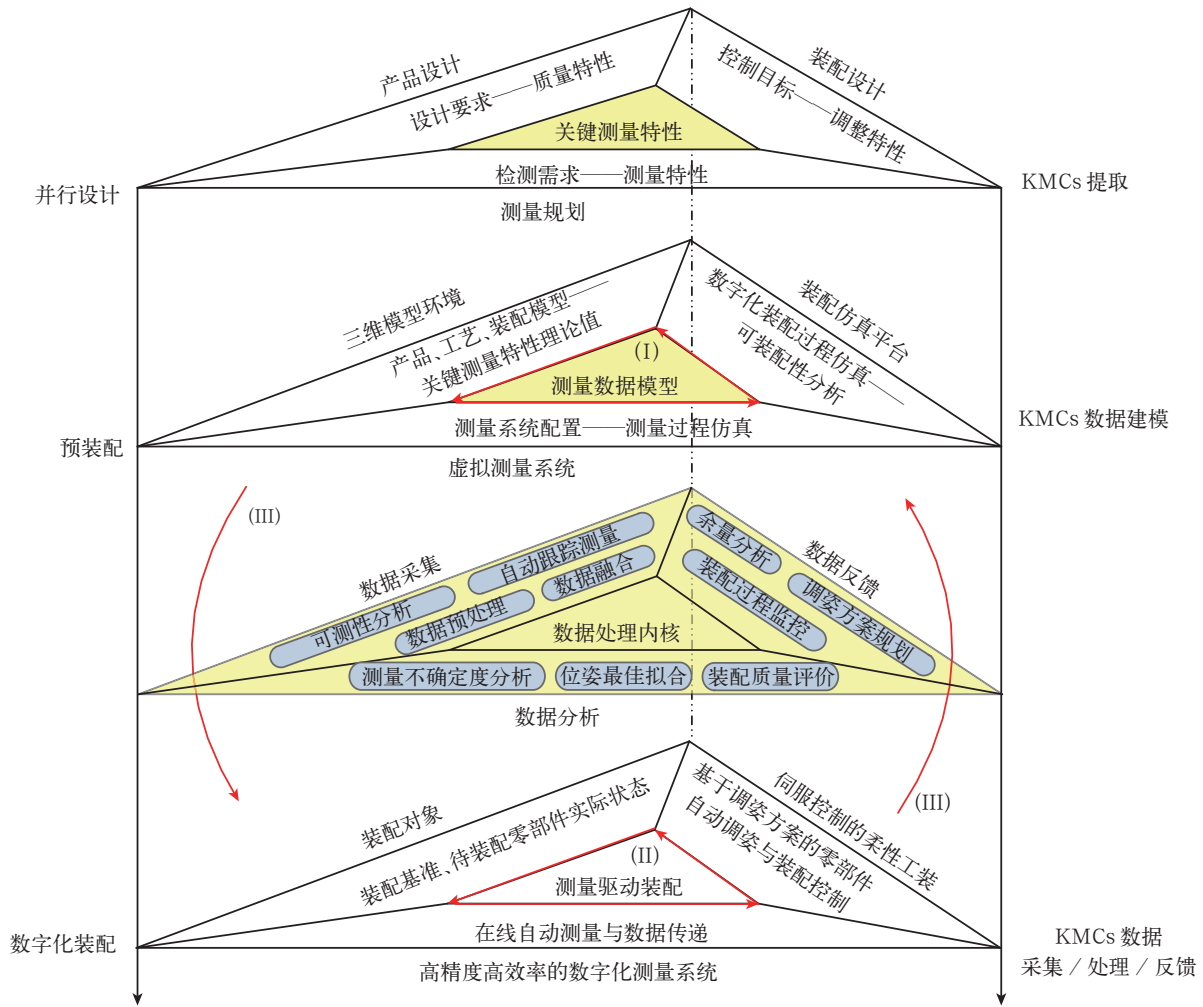 产品设计
设计要求——质量特性
装配设计
控制目标——调整特性
关键测量特性
检测需求——测量特性
测量规划
并行设计
KMCs 提取
三维模型环境
产品、工艺、装配模型——
关键测量特性理论值
装配仿真平台
数字化装配过程仿真——
可装配性分析
(I)
测量数据模型
测量系统配置——测量过程仿真
虚拟测量系统
预装配
KMCs 数据建模
(III)
数据采集
自动跟踪测量
可测性分析
数据融合
数据预处理
余量分析
数据反馈
装配过程监控
调姿方案规划
数据处理内核
测量不确定度分析
位姿最佳拟合
装配质量评价
数据分析
(III)
装配对象
装配基准、待装配零部件实际状态
伺服控制的柔性工装
基于调姿方案的零部件
自动调姿与装配控制
(II)
测量驱动装配
在线自动测量与数据传递
高精度高效率的数字化测量系统
数字化装配
KMCs 数据
采集 / 处理 / 反馈